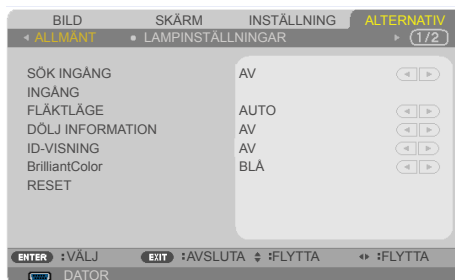 BILD SKÄRM INSTÄLLNING ALTERNATIV
◂ ALLMÄNT • LAMPINSTÄLLNINGAR ▸ (1/2)
SÖK INGÅNG AV
INGÅNG
FLÄKTLÄGE AUTO
DÖLJ INFORMATION AV
ID-VISNING AV
BrilliantColor BLÅ
RESET
ENTER :VÄLJ EXIT :AVSLUTA :FLYTTA :FLYTTA
DATOR